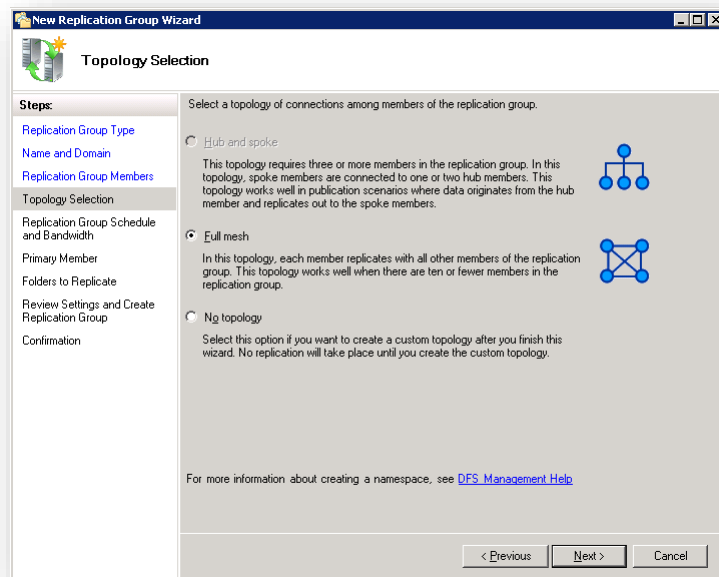 New Replication Group Wizard
Topology Selection
Steps:
Replication Group Type
Name and Domain
Replication Group Members
Topology Selection
Replication Group Schedule
and Bandwidth
Primary Member
Folders to Replicate
Review Settings and Create
Replication Group
Confirmation
Select a topology of connections among members of the replication group.
Hub and spoke
This topology requires three or more members in the replication group. In this
topology, spoke members are connected to one or two hub members. This
topology works well in publication scenarios where data originates from the hub
member and replicates out to the spoke members.
Full mesh
In this topology, each member replicates with all other members of the replication
group. This topology works well when there are ten or fewer members in the
replication group.
No topology
Select this option if you want to create a custom topology after you finish this
wizard. No replication will take place until you create the custom topology.
For more information about creating a namespace, see DFS Management Help
< Previous
Next >
Cancel